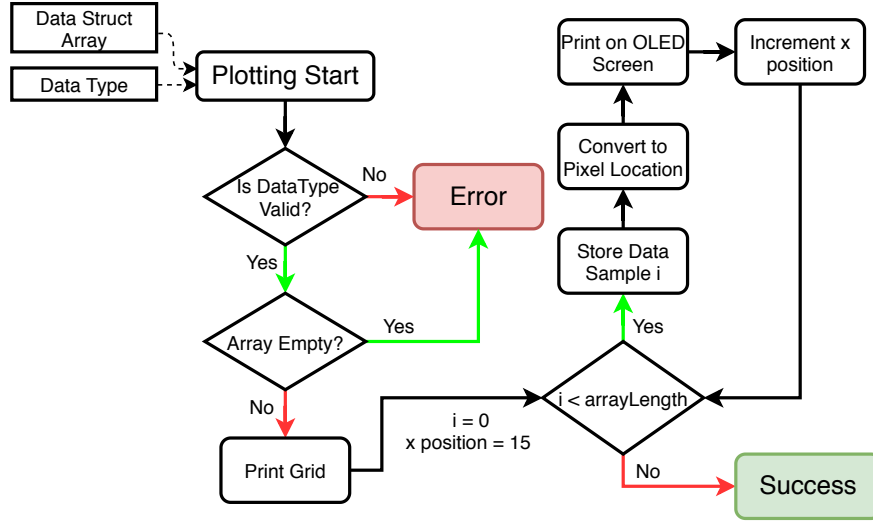 Data Struct
Array
Data Type
Plotting Start
Is DataType
Valid?
No
Error
Yes
Array Empty?
Yes
No
Print Grid
i = 0
x position = 15
i < arrayLength
Yes
Store Data
Sample i
Convert to
Pixel Location
Print on OLED
Screen
Increment x
position
No
Success